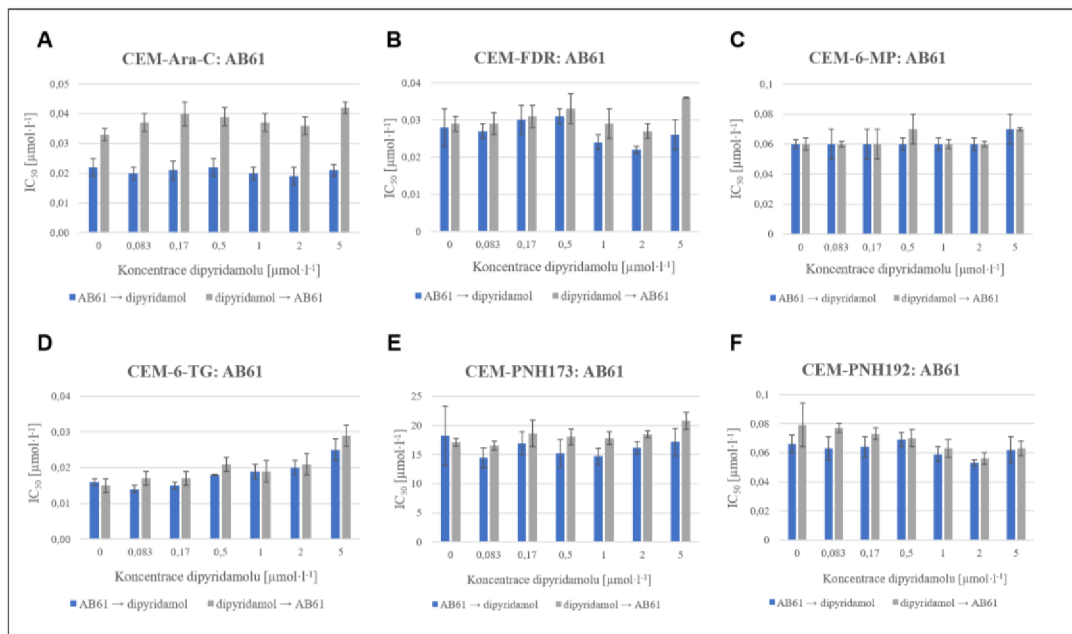 A
CEM-Ara-C: AB61
IC₅₀ [µmol·l⁻¹]
0,05
0,04
0,03
0,02
0,01
0,00
0 0,083 0,17 0,5 1 2 5
Koncentrace dipyridamolu [µmol·l⁻¹]
AB61 → dipyridamol dipyridamol → AB61
B
CEM-FDR: AB61
IC₅₀ [µmol·l⁻¹]
0,04
0,03
0,02
0,01
0
0 0,083 0,17 0,5 1 2 5
Koncentrace dipyridamolu [µmol·l⁻¹]
AB61 → dipyridamol dipyridamol → AB61
C
CEM-6-MP: AB61
IC₅₀ [µmol·l⁻¹]
0,1
0,08
0,06
0,04
0,02
0
0 0,083 0,17 0,5 1 2 5
Koncentrace dipyridamolu [µmol·l⁻¹]
AB61 → dipyridamol dipyridamol → AB61
D
CEM-6-TG: AB61
IC₅₀ [µmol·l⁻¹]
0,04
0,03
0,02
0,01
0,00
0 0,083 0,17 0,5 1 2 5
Koncentrace dipyridamolu [µmol·l⁻¹]
AB61 → dipyridamol dipyridamol → AB61
E
CEM-PNH173: AB61
IC₅₀ [µmol·l⁻¹]
25
20
15
10
5
0
0 0,083 0,17 0,5 1 2 5
Koncentrace dipyridamolu [µmol·l⁻¹]
AB61 → dipyridamol dipyridamol → AB61
F
CEM-PNH192: AB61
IC₅₀ [µmol·l⁻¹]
0,1
0,08
0,06
0,04
0,02
0
0 0,083 0,17 0,5 1 2 5
Koncentrace dipyridamolu [µmol·l⁻¹]
AB61 → dipyridamol dipyridamol → AB61